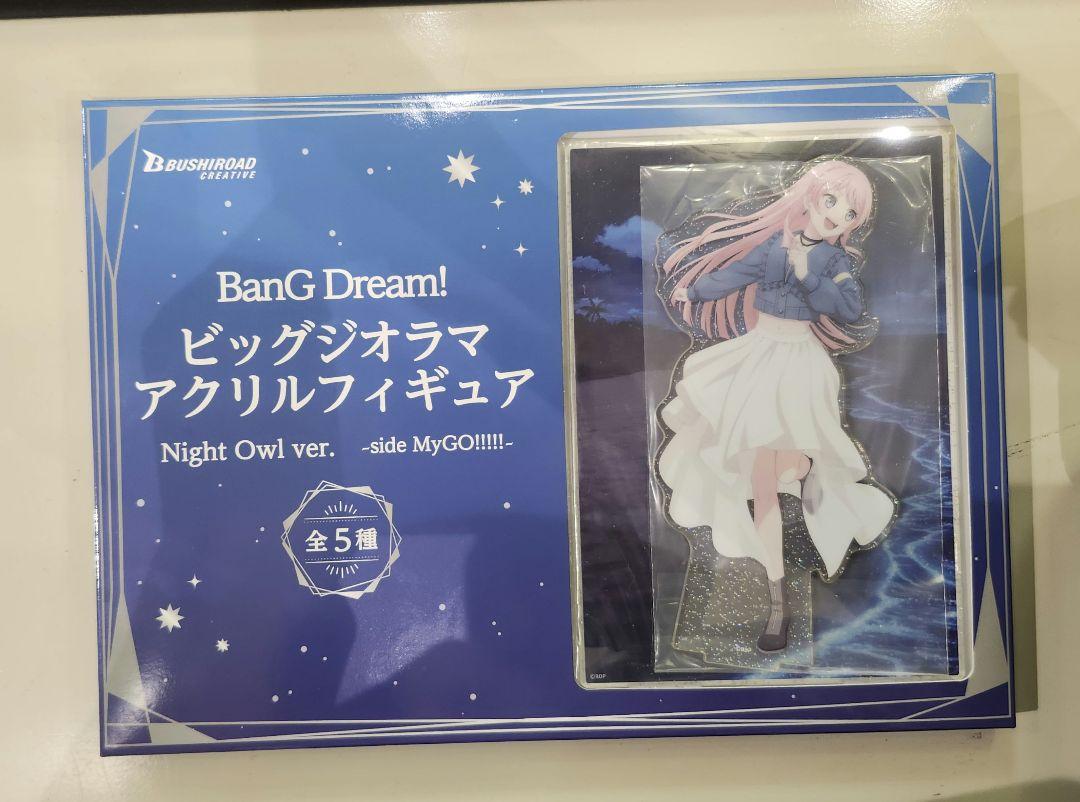 BUSHIROAD
CREATIVE
BanG Dream!
ビッグジオラマ
アクリルフィギュア
Night Owl ver. -side MyGO!!!!!-
全5種
©BDP